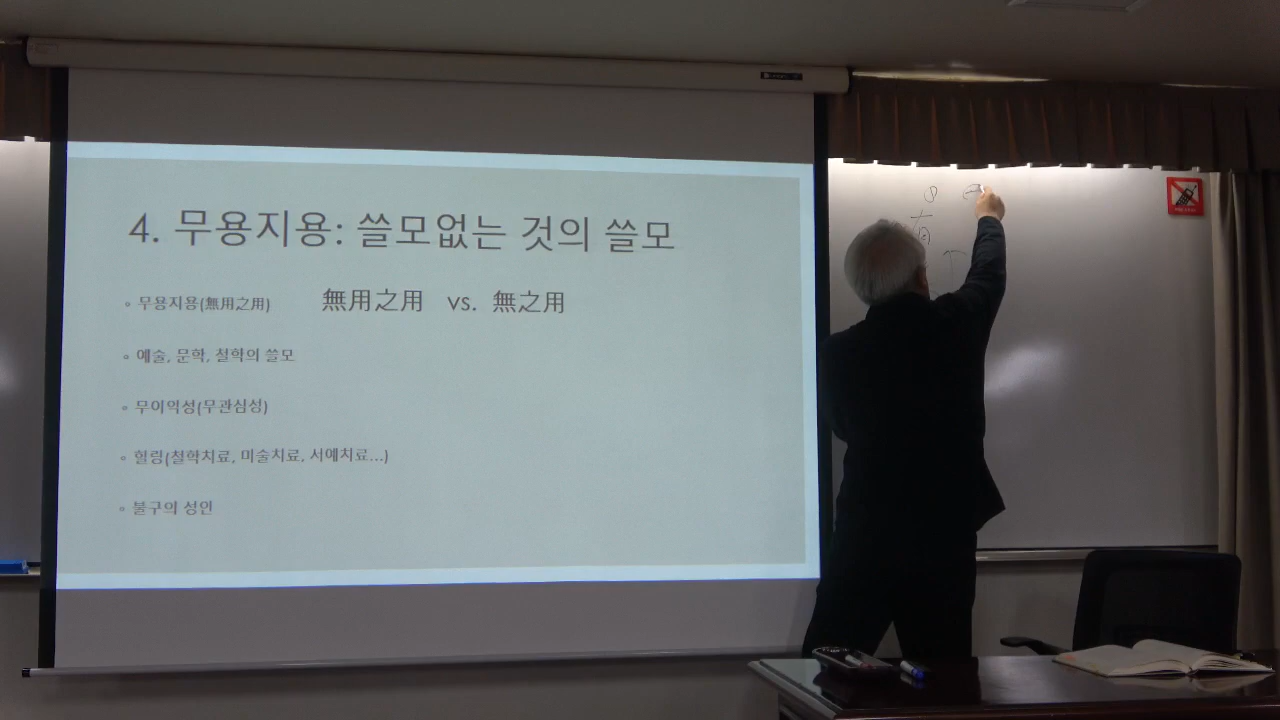 4. 무용지용: 쓸모없는 것의 쓸모
◦ 무용지용(無用之用) 無用之用 vs. 無之用
◦ 예술, 문학, 철학의 쓸모
◦ 무이익성(무관심성)
◦ 힐링(철학치료, 미술치료, 서예치료...)
◦ 불구의 성인
有